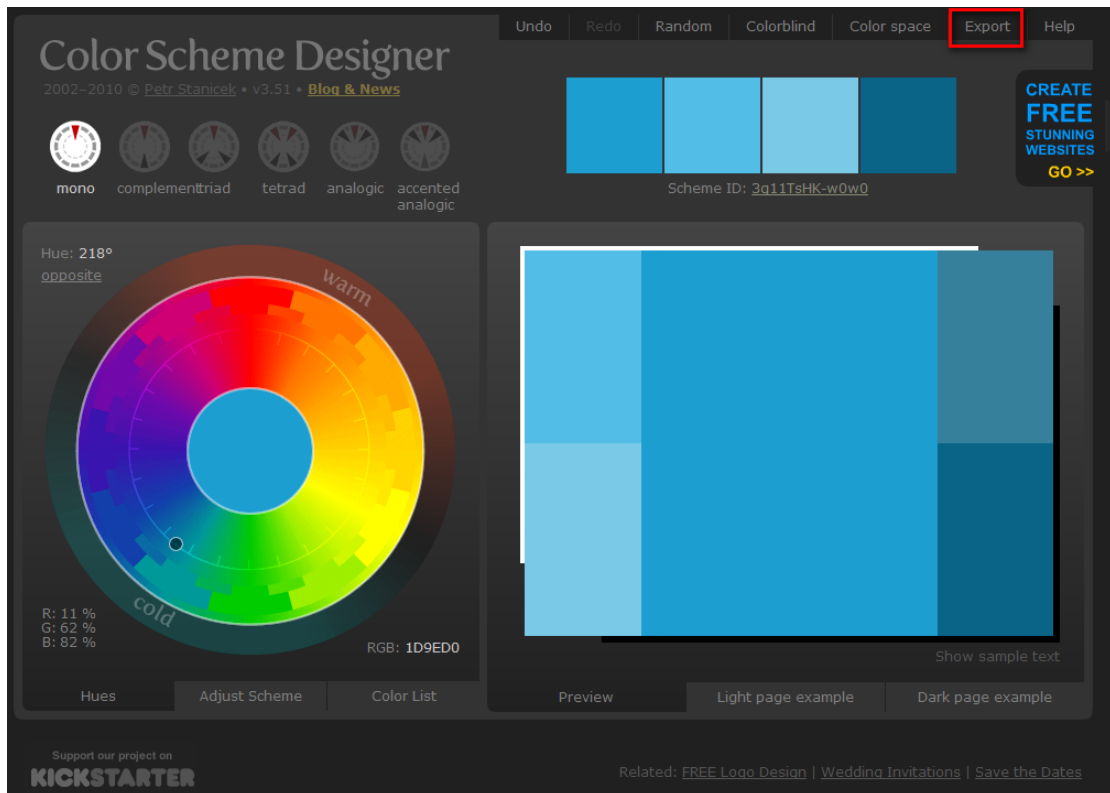 Undo Redo Random Colorblind Color space Export Help
Color Scheme Designer
2002–2010 © Petr Stanicek • v3.51 • Blog & News
CREATE
FREE
STUNNING
WEBSITES
GO >>
mono complement triad tetrad analogic accented
analogic
Scheme ID: 3q11TsHK-w0w0
Hue: 218°
opposite
warm
cold
R: 11 %
G: 62 %
B: 82 %
RGB: 1D9ED0
Show sample text
Hues Adjust Scheme Color List
Preview Light page example Dark page example
Support our project on
KICKSTARTER
Related: FREE Logo Design | Wedding Invitations | Save the Dates